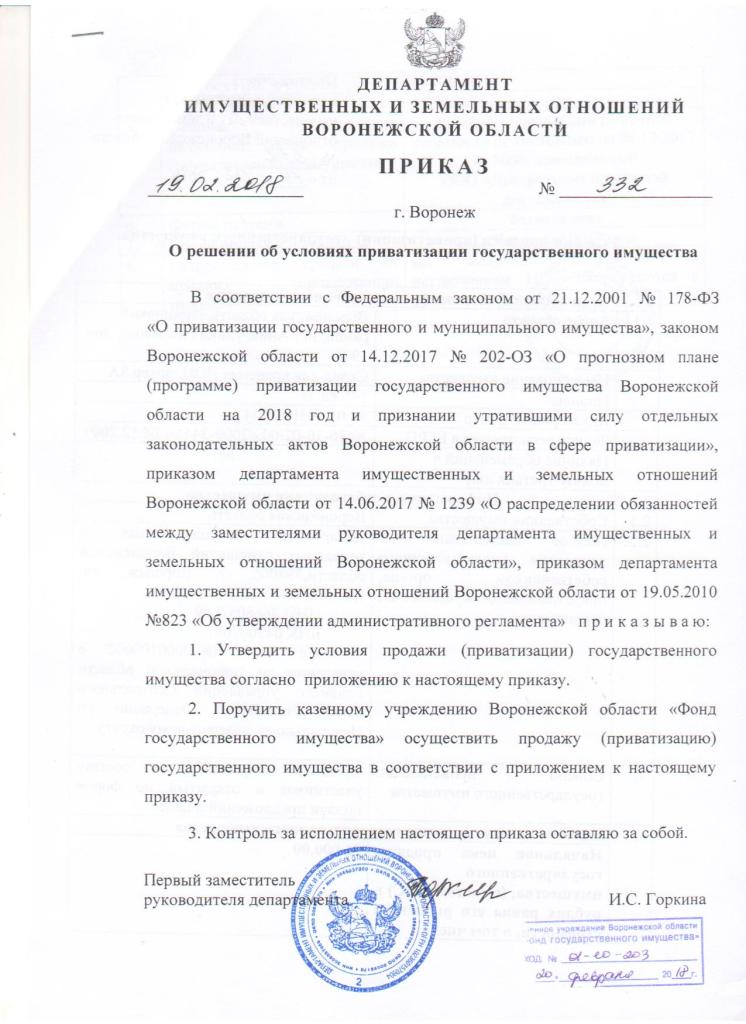 ДЕПАРТАМЕНТ
ИМУЩЕСТВЕННЫХ И ЗЕМЕЛЬНЫХ ОТНОШЕНИЙ
ВОРОНЕЖСКОЙ ОБЛАСТИ
ПРИКАЗ
19.02.2018 № 332
г. Воронеж
О решении об условиях приватизации государственного имущества
В соответствии с Федеральным законом от 21.12.2001 № 178-ФЗ
«О приватизации государственного и муниципального имущества», законом
Воронежской области от 14.12.2017 № 202-ОЗ «О прогнозном плане
(программе) приватизации государственного имущества Воронежской
области на 2018 год и признании утратившими силу отдельных
законодательных актов Воронежской области в сфере приватизации»,
приказом департамента имущественных и земельных отношений
Воронежской области от 14.06.2017 № 1239 «О распределении обязанностей
между заместителями руководителя департамента имущественных и
земельных отношений Воронежской области», приказом департамента
имущественных и земельных отношений Воронежской области от 19.05.2010
№823 «Об утверждении административного регламента» п р и к а з ы в а ю:
1. Утвердить условия продажи (приватизации) государственного
имущества согласно приложению к настоящему приказу.
2. Поручить казенному учреждению Воронежской области «Фонд
государственного имущества» осуществить продажу (приватизацию)
государственного имущества в соответствии с приложением к настоящему
приказу.
3. Контроль за исполнением настоящего приказа оставляю за собой.
Первый заместитель
руководителя департамента И.С. Горкина
учреждение Воронежской области
государственного имущества»
ХОД. № 01-10-203
20 февраля 2018 г.
2